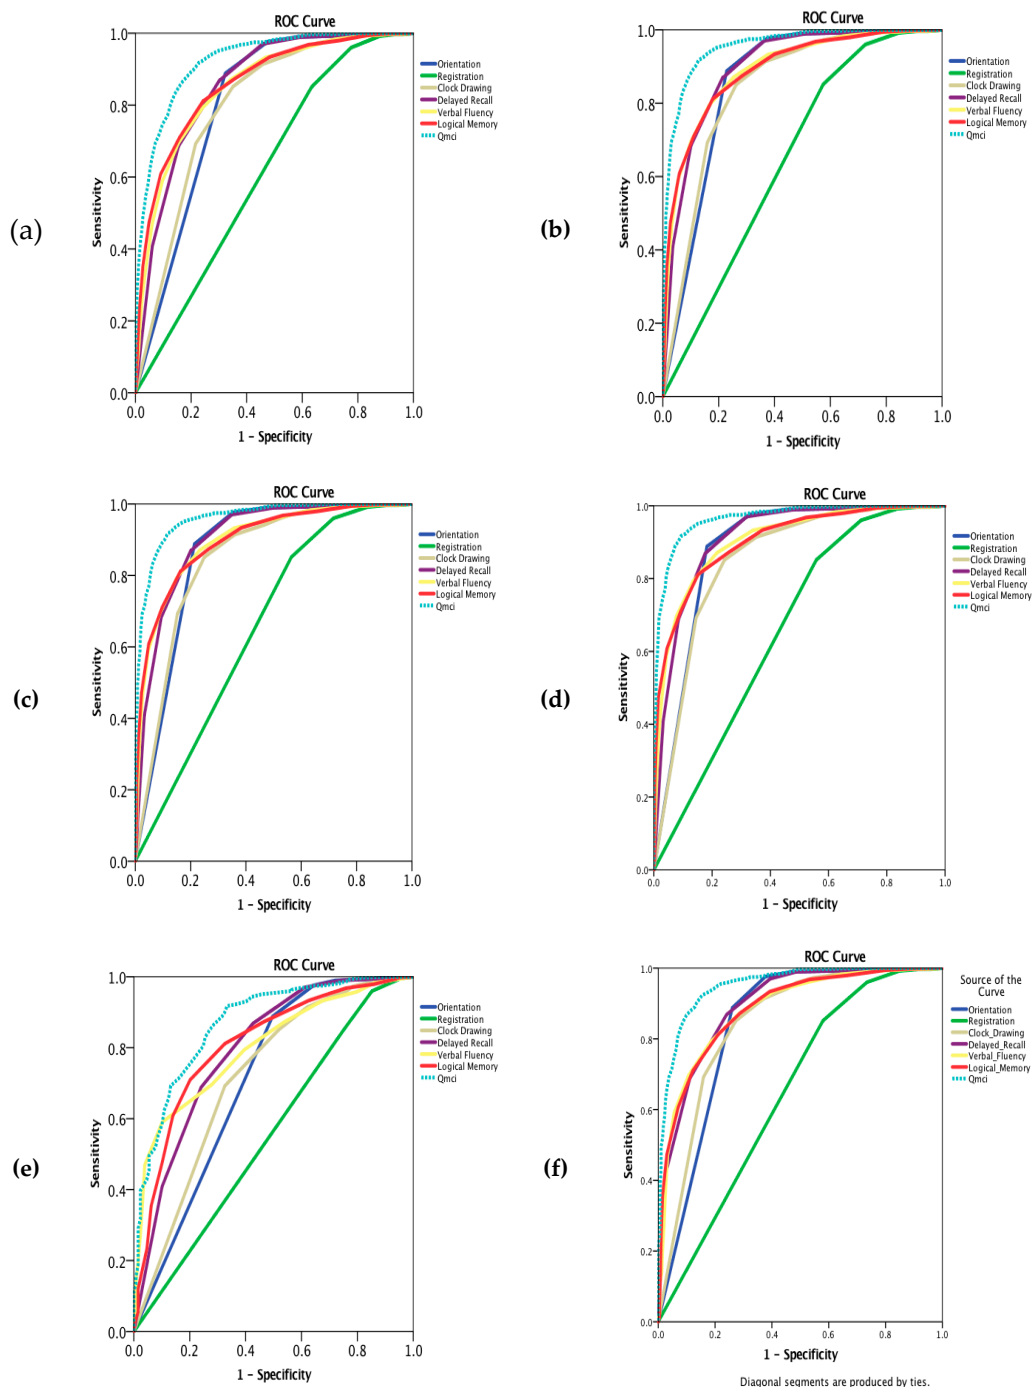 (a)
ROC Curve
Sensitivity
1.0
0.8
0.6
0.4
0.2
0.0
0.0 0.2 0.4 0.6 0.8 1.0
1 - Specificity
Orientation
Registration
Clock Drawing
Delayed Recall
Verbal Fluency
Logical Memory
Qmci
(b)
ROC Curve
Sensitivity
1.0
0.8
0.6
0.4
0.2
0.0
0.0 0.2 0.4 0.6 0.8 1.0
1 - Specificity
Orientation
Registration
Clock Drawing
Delayed Recall
Verbal Fluency
Logical Memory
Qmci
(c)
ROC Curve
Sensitivity
1.0
0.8
0.6
0.4
0.2
0.0
0.0 0.2 0.4 0.6 0.8 1.0
1 - Specificity
Orientation
Registration
Clock Drawing
Delayed Recall
Verbal Fluency
Logical Memory
Qmci
(d)
ROC Curve
Sensitivity
1.0
0.8
0.6
0.4
0.2
0.0
0.0 0.2 0.4 0.6 0.8 1.0
1 - Specificity
Orientation
Registration
Clock Drawing
Delayed Recall
Verbal Fluency
Logical Memory
Qmci
(e)
ROC Curve
Sensitivity
1.0
0.8
0.6
0.4
0.2
0.0
0.0 0.2 0.4 0.6 0.8 1.0
1 - Specificity
Orientation
Registration
Clock Drawing
Delayed Recall
Verbal Fluency
Logical Memory
Qmci
(f)
ROC Curve
Sensitivity
1.0
0.8
0.6
0.4
0.2
0.0
0.0 0.2 0.4 0.6 0.8 1.0
1 - Specificity
Source of the
Curve
Orientation
Registration
Clock_Drawing
Delayed_Recall
Verbal_Fluency
Logical_Memory
Qmci
Diagonal segments are produced by ties.